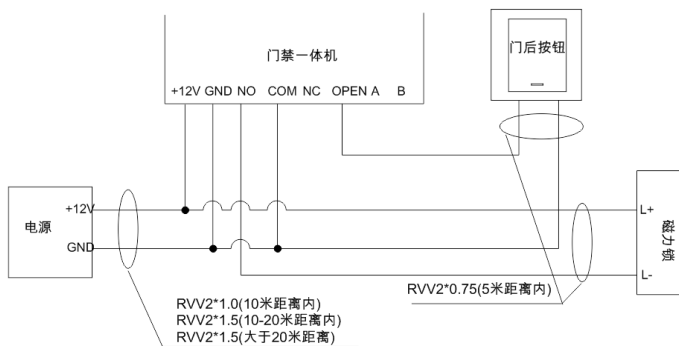 门禁一体机
+12V GND NO COM NC OPEN A B
门后按钮
电源
+12V
GND
L+
磁力锁
L-
RVV2*1.0(10米距离内)
RVV2*1.5(10-20米距离内)
RVV2*1.5(大于20米距离)
RVV2*0.75(5米距离内)